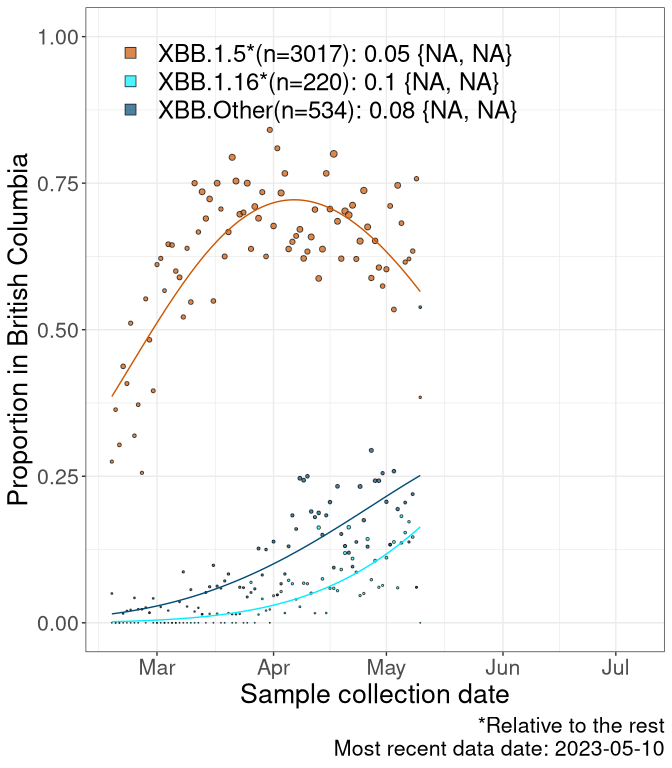 1.00
0.75
0.50
0.25
0.00
Proportion in British Columbia
XBB.1.5*(n=3017): 0.05 {NA, NA}
XBB.1.16*(n=220): 0.1 {NA, NA}
XBB.Other(n=534): 0.08 {NA, NA}
Mar Apr May Jun Jul
Sample collection date
*Relative to the rest
Most recent data date: 2023-05-10